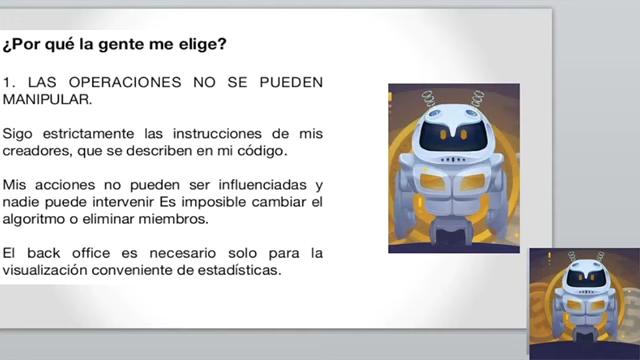 ¿Por qué la gente me elige?
1. LAS OPERACIONES NO SE PUEDEN
MANIPULAR.
Sigo estrictamente las instrucciones de mis
creadores, que se describen en mi código.
Mis acciones no pueden ser influenciadas y
nadie puede intervenir Es imposible cambiar el
algoritmo o eliminar miembros.
El back office es necesario solo para la
visualización conveniente de estadísticas.